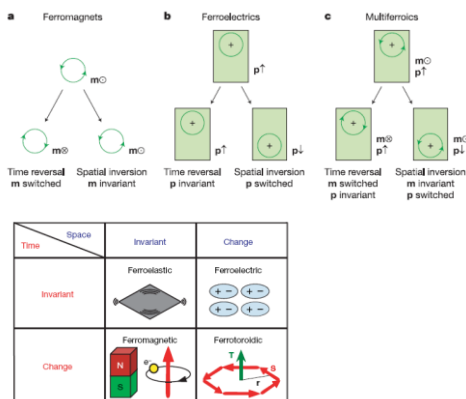 a Ferromagnets
m⊙
m⊗ m⊙
Time reversal Spatial inversion
m switched m invariant
b Ferroelectrics
+
p↑
+ p↑ + p↓
Time reversal Spatial inversion
p invariant p switched
c Multiferroics
+
m⊙
p↑
+ m⊗ + m⊙
p↑ p↓
Time reversal Spatial inversion
m switched m invariant
p invariant p switched
Space
Time
Invariant Change
Invariant
Ferroelastic Ferroelectric
+ - + -
+ - + -
Change
Ferromagnetic Ferrotoroidic
N
S
e-
T S
r